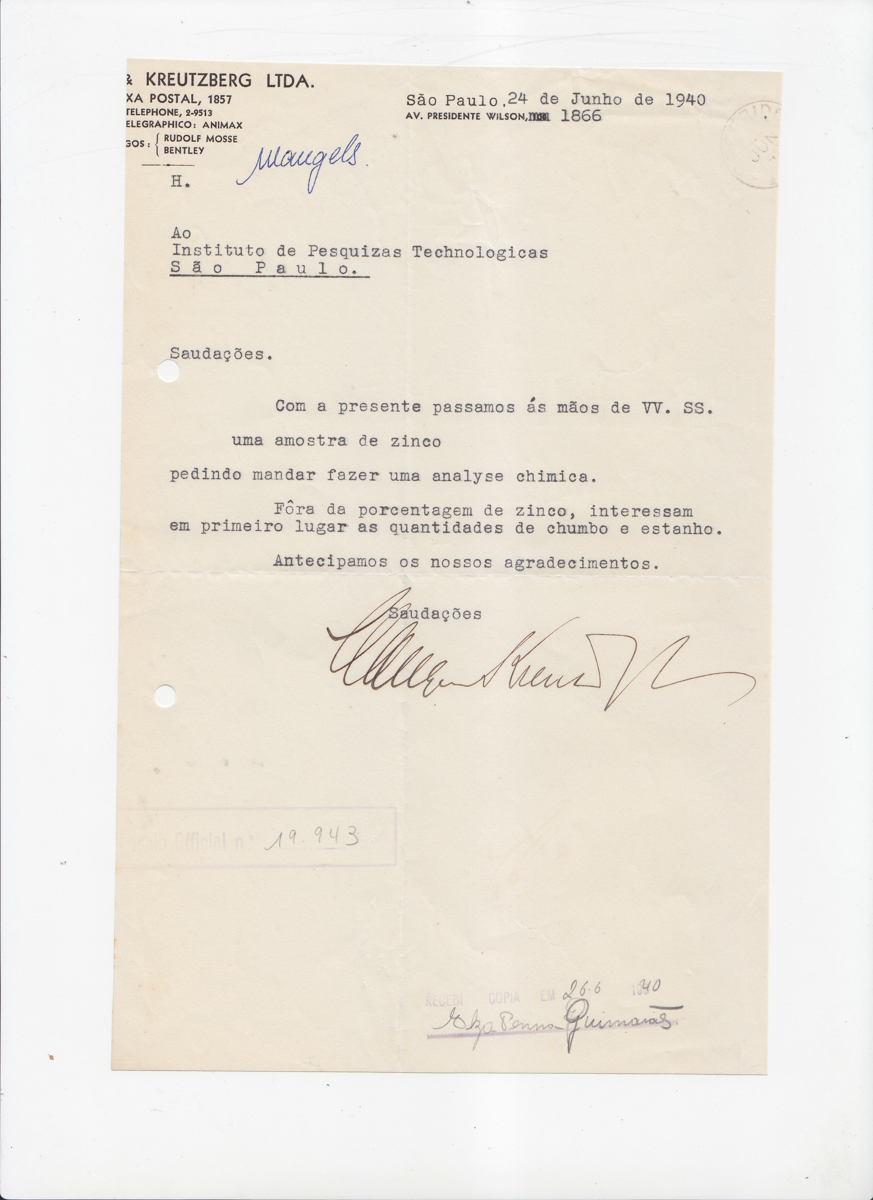 & KREUTZBERG LTDA.
XA POSTAL, 1857
TELEPHONE, 2-9513
ELEGRAPHICO: ANIMAX
GOS: { RUDOLF MOSSE
BENTLEY
São Paulo, 24 de Junho de 1940
AV. PRESIDENTE WILSON, 1866
Mangels.
H.
Ao
Instituto de Pesquizas Technologicas
São Paulo.
Saudações.
Com a presente passamos ás mãos de VV. SS.
uma amostra de zinco
pedindo mandar fazer uma analyse chimica.
Fôra da porcentagem de zinco, interessam
em primeiro lugar as quantidades de chumbo e estanho.
Antecipamos os nossos agradecimentos.
Saudações
Official n. 19.943
RECEBI COPIA EM 26.6 1940
Elza Penna Guimarães